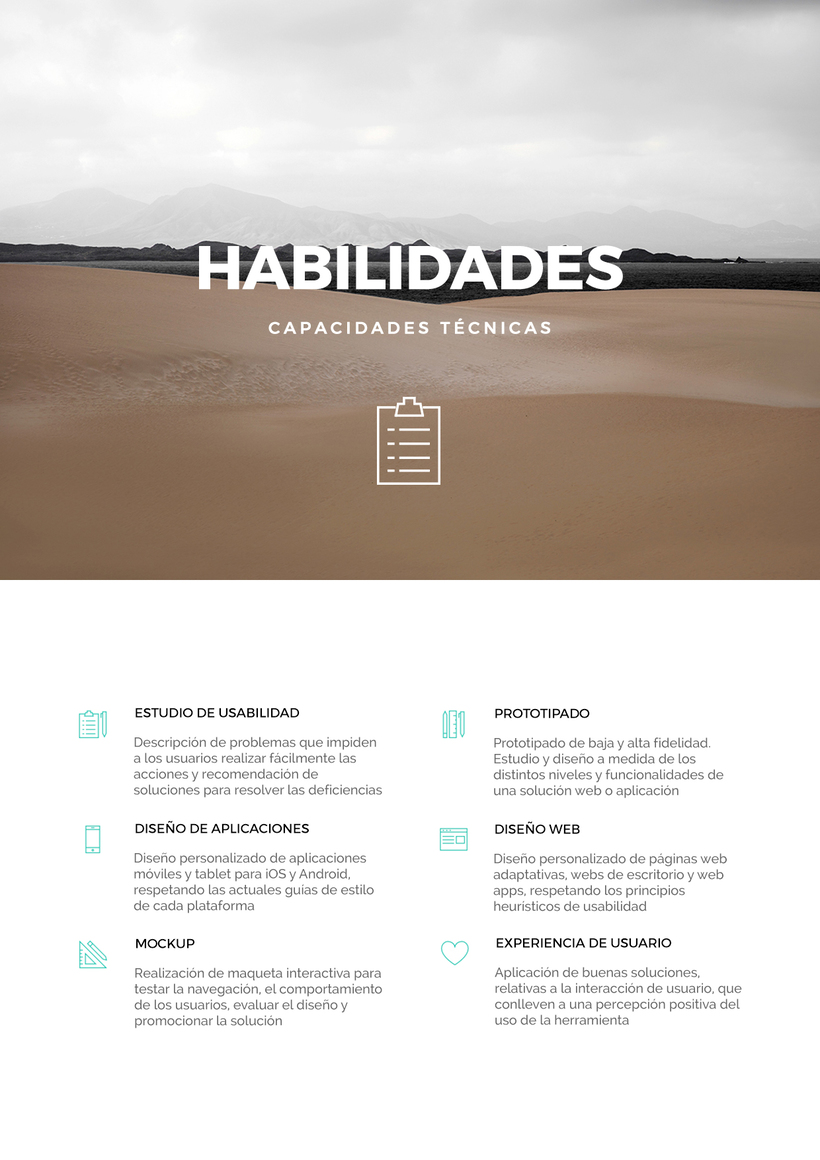 HABILIDADES
CAPACIDADES TÉCNICAS
ESTUDIO DE USABILIDAD
Descripción de problemas que impiden
a los usuarios realizar fácilmente las
acciones y recomendación de
soluciones para resolver las deficiencias
PROTOTIPADO
Prototipado de baja y alta fidelidad.
Estudio y diseño a medida de los
distintos niveles y funcionalidades de
una solución web o aplicación
DISEÑO DE APLICACIONES
Diseño personalizado de aplicaciones
móviles y tablet para iOS y Android,
respetando las actuales guías de estilo
de cada plataforma
DISEÑO WEB
Diseño personalizado de páginas web
adaptativas, webs de escritorio y web
apps, respetando los principios
heurísticos de usabilidad
MOCKUP
Realización de maqueta interactiva para
testar la navegación, el comportamiento
de los usuarios, evaluar el diseño y
promocionar la solución
EXPERIENCIA DE USUARIO
Aplicación de buenas soluciones,
relativas a la interacción de usuario, que
conlleven a una percepción positiva del
uso de la herramienta